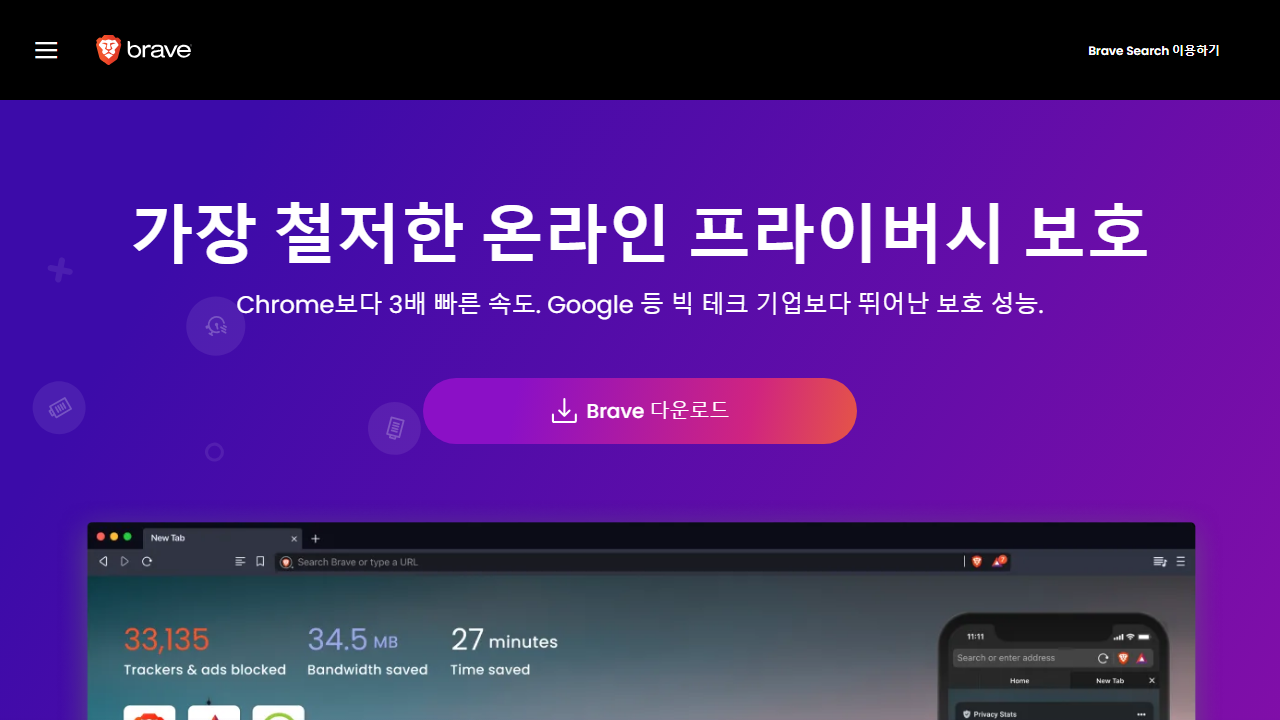 brave
Brave Search 이용하기
가장 철저한 온라인 프라이버시 보호
Chrome보다 3배 빠른 속도. Google 등 빅 테크 기업보다 뛰어난 보호 성능.
Brave 다운로드
New Tab
Search Brave or type a URL
33,135
Trackers & ads blocked
34.5 MB
Bandwidth saved
27 minutes
Time saved
11:11
Search or enter address
Home
New Tab
Privacy Stats